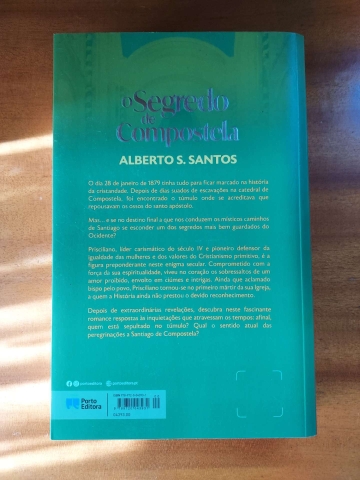 O Segredo
de
Compostela
ALBERTO S. SANTOS
O dia 28 de janeiro de 1879 tinha tudo para ficar marcado na história
da cristandade. Depois de dias suados de escavações na catedral de
Compostela, foi encontrado o túmulo onde se acreditava que
repousavam os ossos do santo apóstolo.
Mas… e se no destino final a que nos conduzem os místicos caminhos
de Santiago se esconder um dos segredos mais bem guardados do
Ocidente?
Prisciliano, líder carismático do século IV e pioneiro defensor da
igualdade das mulheres e dos valores do Cristianismo primitivo, é a
figura preponderante neste enigma secular. Comprometido com a
força da sua espiritualidade, viveu no coração os sobressaltos de um
amor proibido, envolto em ciúmes e intrigas. Ainda que aclamado
bispo pelo povo, Prisciliano tornou-se o primeiro mártir da sua Igreja,
a quem a História ainda não prestou o devido reconhecimento.
Depois de extraordinárias revelações, descubra neste fascinante
romance respostas às inquietações que atravessam os tempos: afinal,
quem está sepultado no túmulo? Qual o sentido atual das
peregrinações a Santiago de Compostela?
Porto
Editora